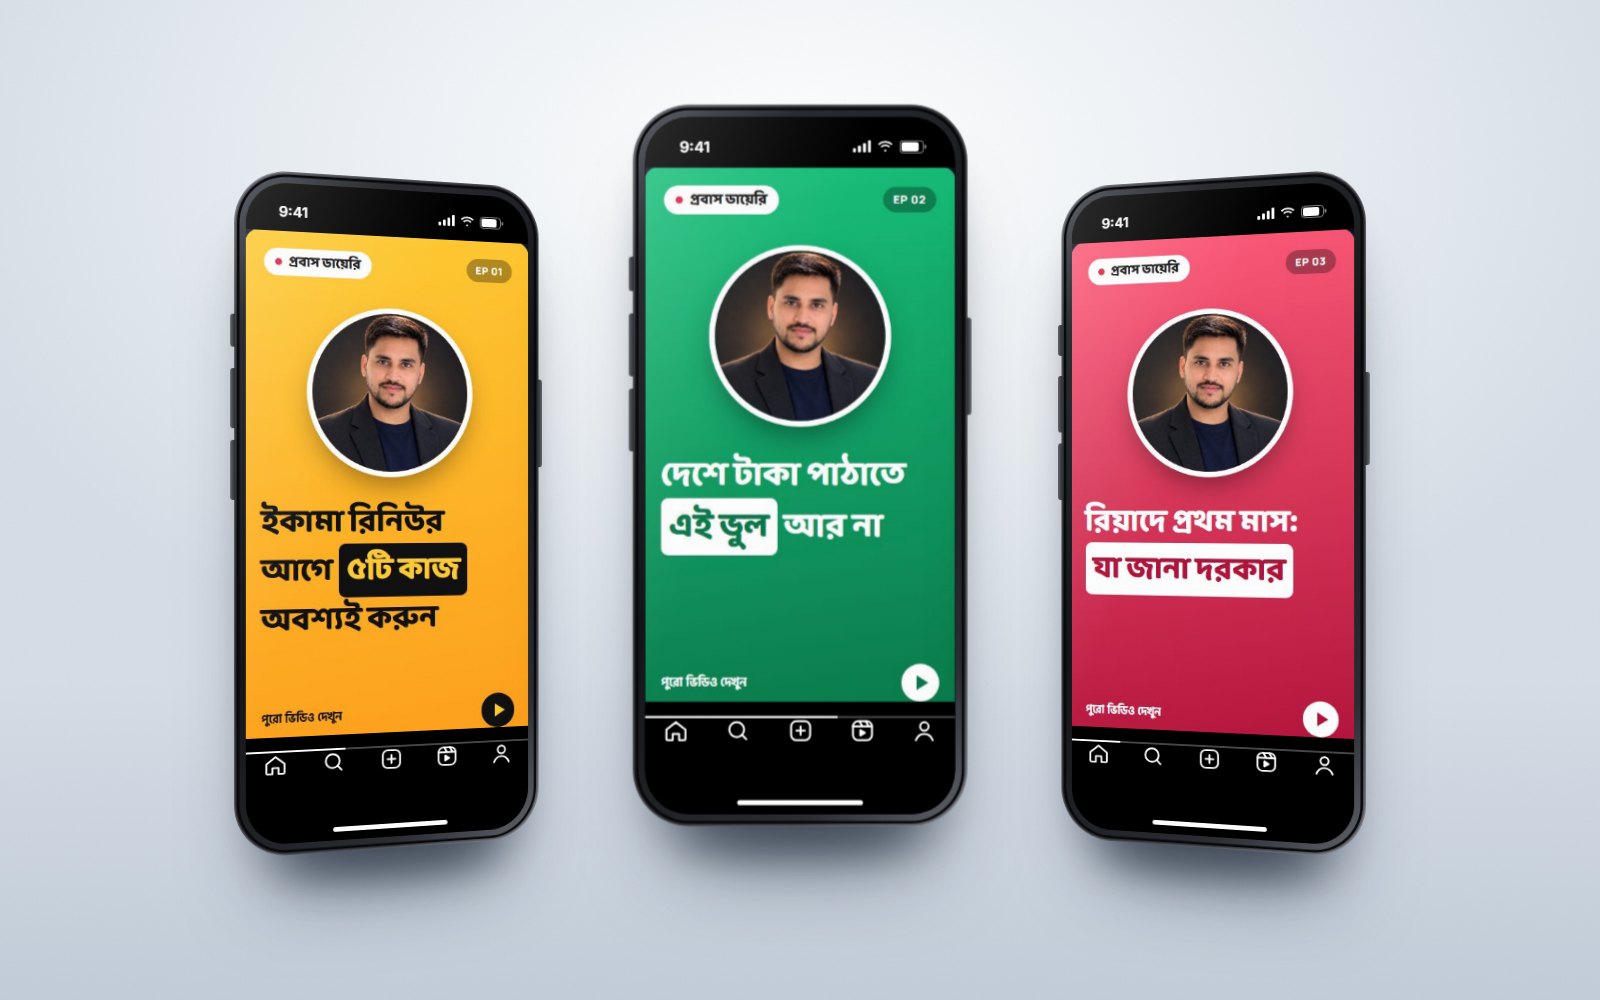 9:41
প্রবাস ডায়েরি
EP 01
ইকামা রিনিউর
আগে ৫টি কাজ
অবশ্যই করুন
পুরো ভিডিও দেখুন
9:41
প্রবাস ডায়েরি
EP 02
দেশে টাকা পাঠাতে
এই ভুল আর না
পুরো ভিডিও দেখুন
9:41
প্রবাস ডায়েরি
EP 03
রিয়াদে প্রথম মাস:
যা জানা দরকার
পুরো ভিডিও দেখুন